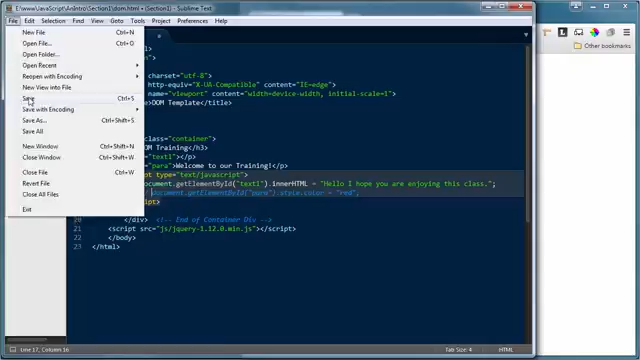 E:\www\JavaScript\JvIntro\Section1\dom.html • (Section1) - Sublime Text
File Edit Selection Find View Goto Tools Project Preferences Help
New File Ctrl+N
Open File... Ctrl+O
Open Folder...
Open Recent
Reopen with Encoding
New View into File
Save Ctrl+S
Save with Encoding
Save As... Ctrl+Shift+S
Save All
New Window Ctrl+Shift+N
Close Window Ctrl+Shift+W
Close File Ctrl+W
Revert File
Close All Files
Exit
Other bookmarks
charset="utf-8">
http-equiv="X-UA-Compatible" content="IE=edge">
name="viewport" content="width=device-width, initial-scale=1">
DOM Template</title>
class="container">
DOM Training</h3>
"text1"></p>
="para">Welcome to our Training!</p>
pt type="text/javascript">
document.getElementById("text1").innerHTML = "Hello I hope you are enjoying this class.";
document.getElementById("para").style.color = "red";
ript>
20 </div> <!-- End of Container Div -->
21 <script src="js/jquery-1.12.0.min.js"></script>
22 </body>
23 </html>
Line 17, Column 16 Tab Size: 4 HTML